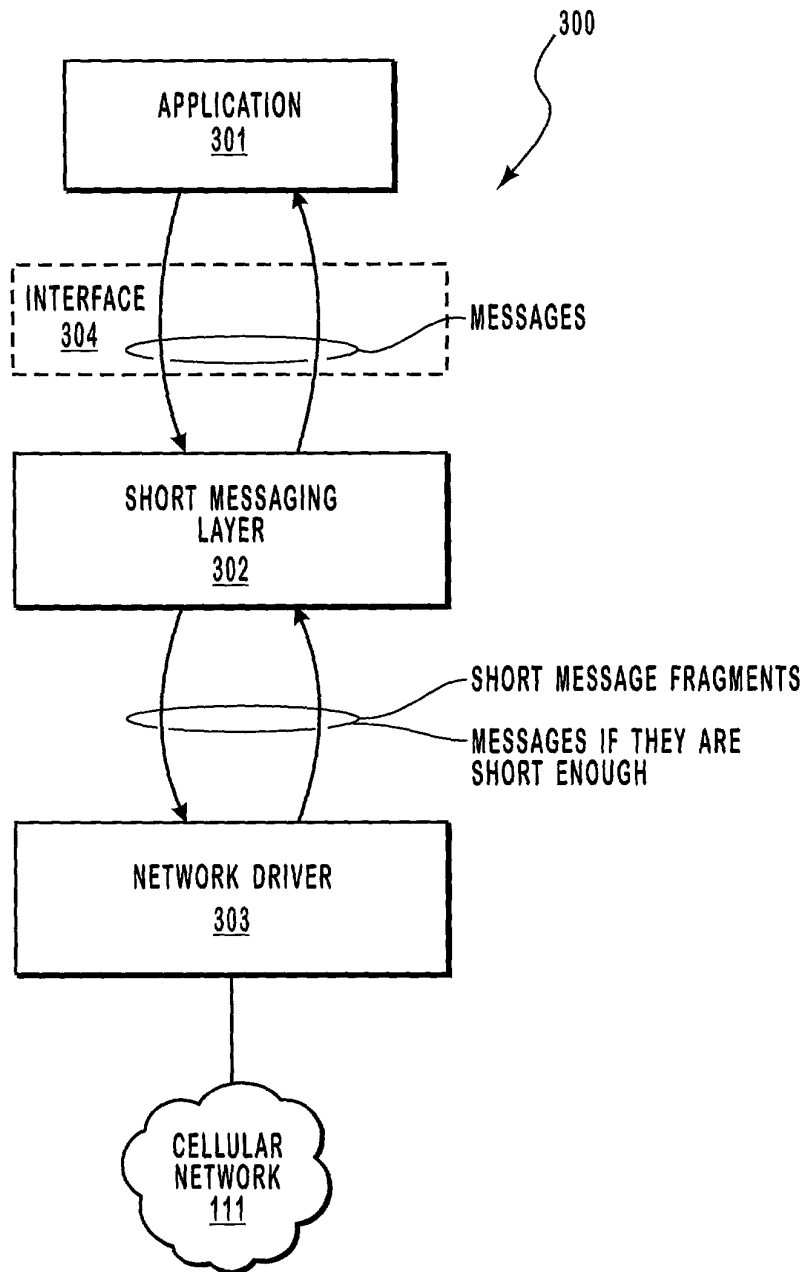 300
APPLICATION
301
INTERFACE
304
MESSAGES
SHORT MESSAGING
LAYER
302
SHORT MESSAGE FRAGMENTS
MESSAGES IF THEY ARE
SHORT ENOUGH
NETWORK DRIVER
303
CELLULAR
NETWORK
111